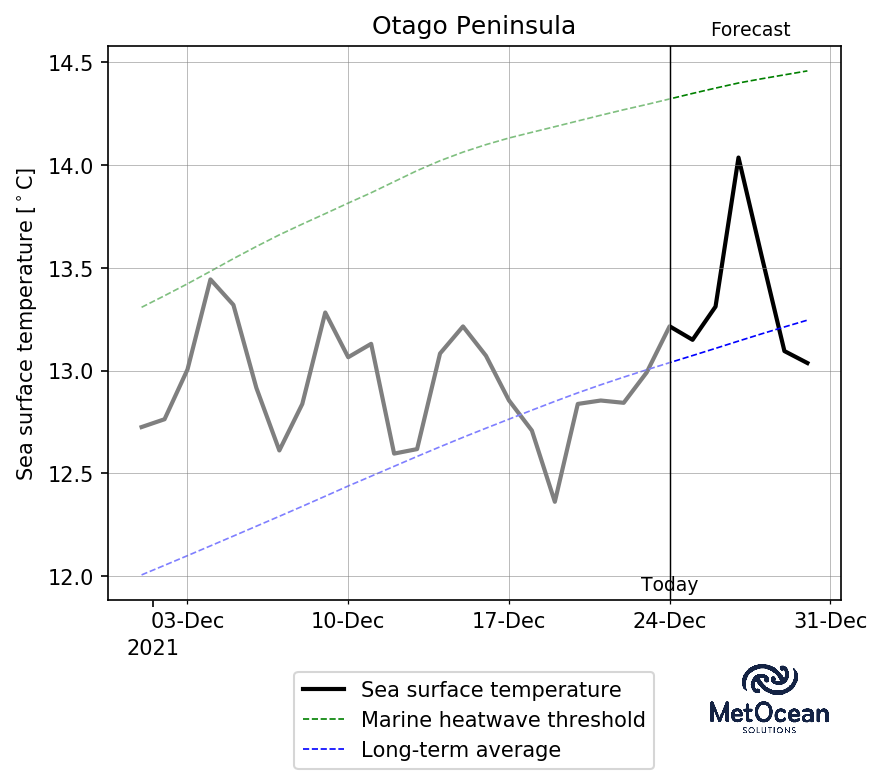 Otago Peninsula
Forecast
Sea surface temperature [°C]
14.5
14.0
13.5
13.0
12.5
12.0
Today
03-Dec 10-Dec 17-Dec 24-Dec 31-Dec
2021
Sea surface temperature
Marine heatwave threshold
Long-term average
MetOcean
SOLUTIONS